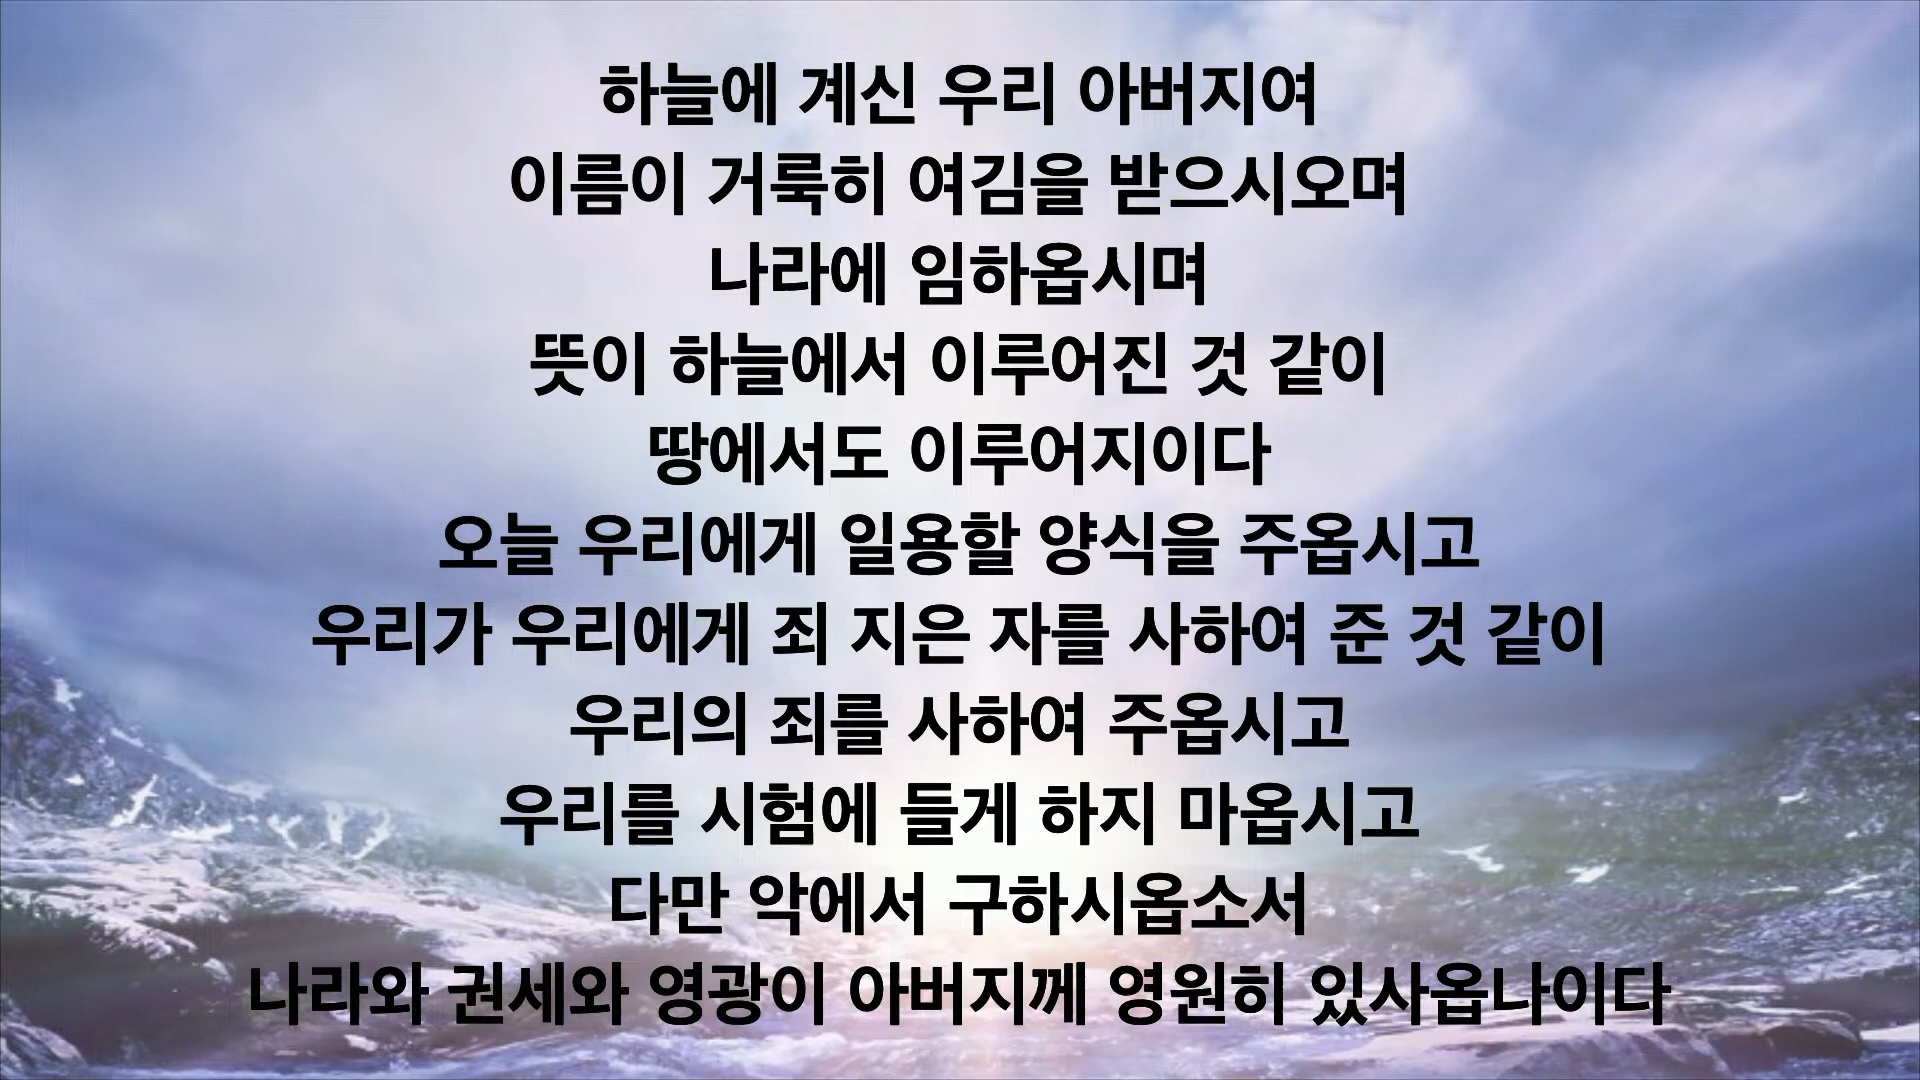 하늘에 계신 우리 아버지여
이름이 거룩히 여김을 받으시오며
나라에 임하옵시며
뜻이 하늘에서 이루어진 것 같이
땅에서도 이루어지이다
오늘 우리에게 일용할 양식을 주옵시고
우리가 우리에게 죄 지은 자를 사하여 준 것 같이
우리의 죄를 사하여 주옵시고
우리를 시험에 들게 하지 마옵시고
다만 악에서 구하시옵소서
나라와 권세와 영광이 아버지께 영원히 있사옵나이다